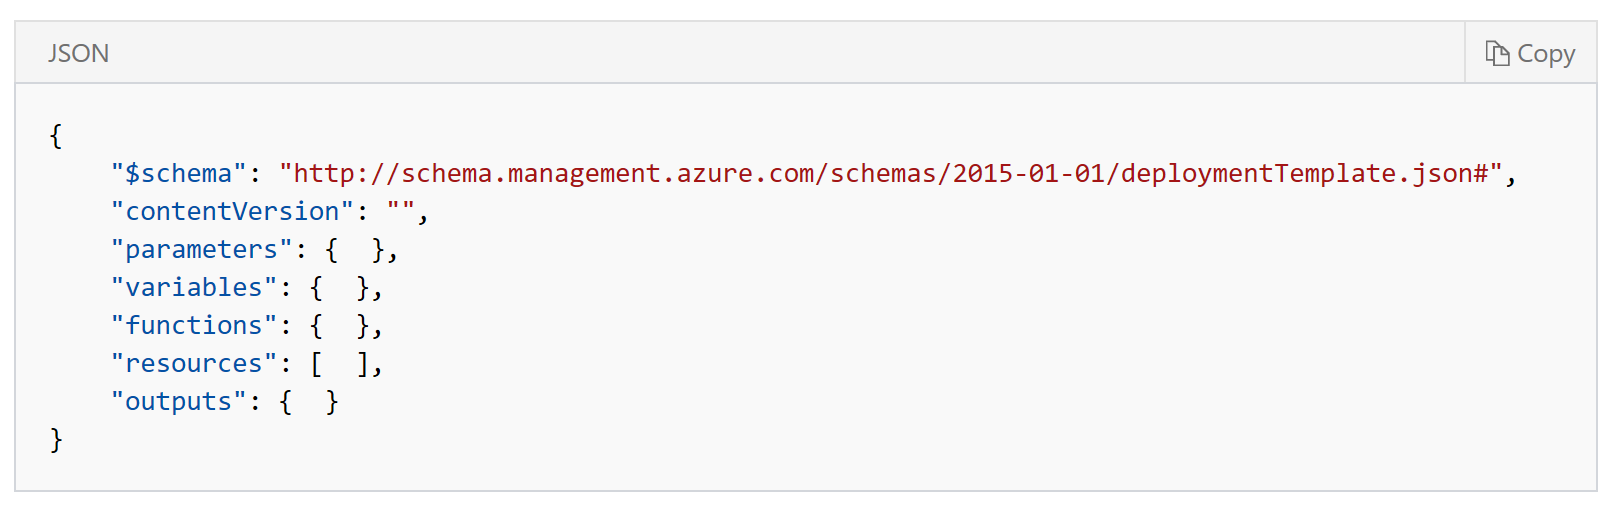 JSON
Copy
{
    "$schema": "http://schema.management.azure.com/schemas/2015-01-01/deploymentTemplate.json#",
    "contentVersion": "",
    "parameters": {  },
    "variables": {  },
    "functions": {  },
    "resources": [  ],
    "outputs": {  }
}